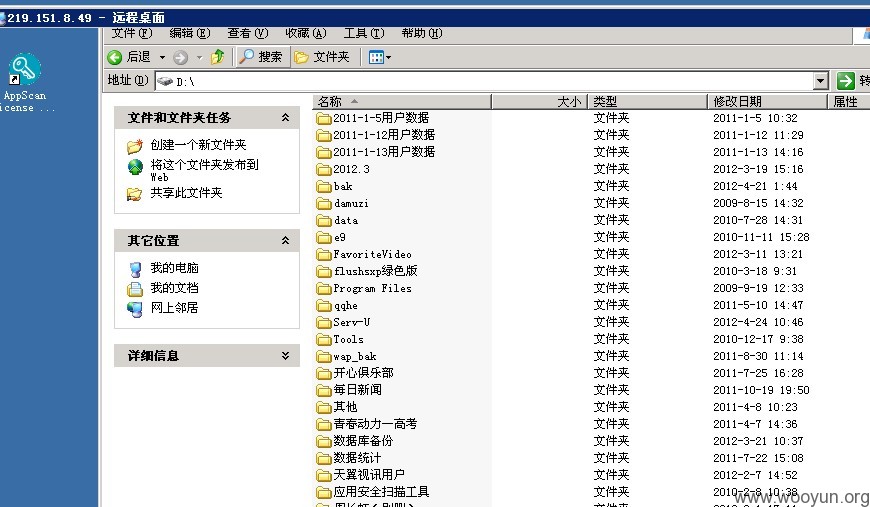 219.151.8.49 - 远程桌面
文件(F) 编辑(E) 查看(V) 收藏(A) 工具(T) 帮助(H)
后退 搜索 文件夹
地址(D) D:\ 转
AppScan
icense ...
名称 大小 类型 修改日期 属性
文件和文件夹任务
创建一个新文件夹
将这个文件夹发布到
Web
共享此文件夹
其它位置
我的电脑
我的文档
网上邻居
详细信息
2011-1-5用户数据 文件夹 2011-1-5 10:32
2011-1-12用户数据 文件夹 2011-1-12 11:29
2011-1-13用户数据 文件夹 2011-1-13 14:16
2012.3 文件夹 2012-3-19 15:16
bak 文件夹 2012-4-21 1:44
damuzi 文件夹 2009-8-15 14:32
data 文件夹 2010-7-28 14:31
e9 文件夹 2010-11-11 15:28
FavoriteVideo 文件夹 2012-3-11 13:21
flushsxp绿色版 文件夹 2010-3-18 9:31
Program Files 文件夹 2009-9-19 12:33
qqhe 文件夹 2011-5-10 14:47
Serv-U 文件夹 2012-4-24 10:46
Tools 文件夹 2010-12-17 9:38
wap_bak 文件夹 2011-8-30 11:14
开心俱乐部 文件夹 2011-7-25 16:28
每日新闻 文件夹 2011-10-19 19:50
其他 文件夹 2011-4-8 10:23
青春动力—高考 文件夹 2011-4-7 14:36
数据库备份 文件夹 2012-3-21 10:37
数据统计 文件夹 2011-7-22 15:08
天翼视讯用户 文件夹 2012-2-7 14:52
应用安全扫描工具 文件夹 2010-2-8 10:38
www.wooyun.org